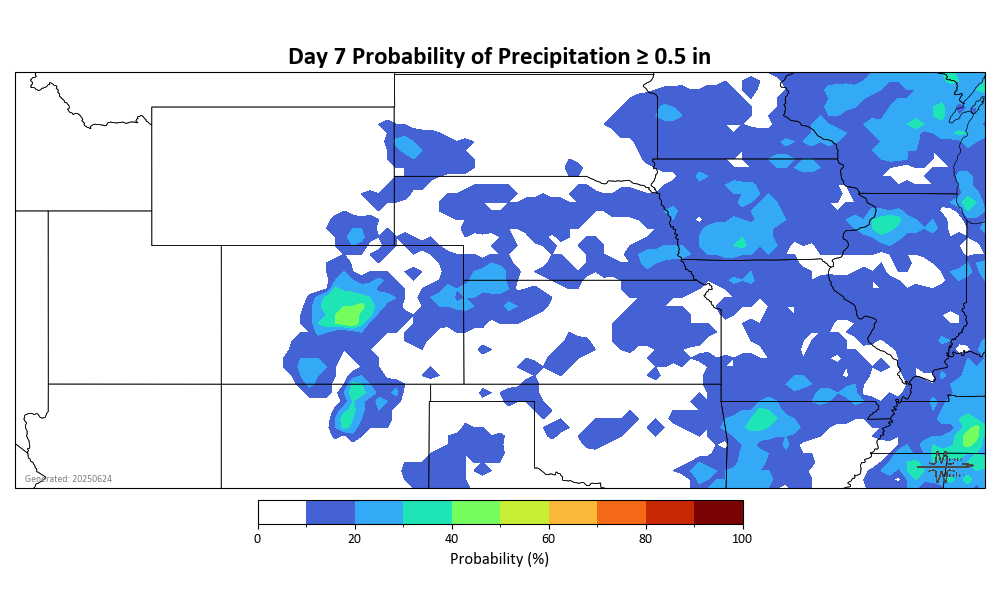 Day 7 Probability of Precipitation ≥ 0.5 in
Generated: 20250624
0 20 40 60 80 100
Probability (%)